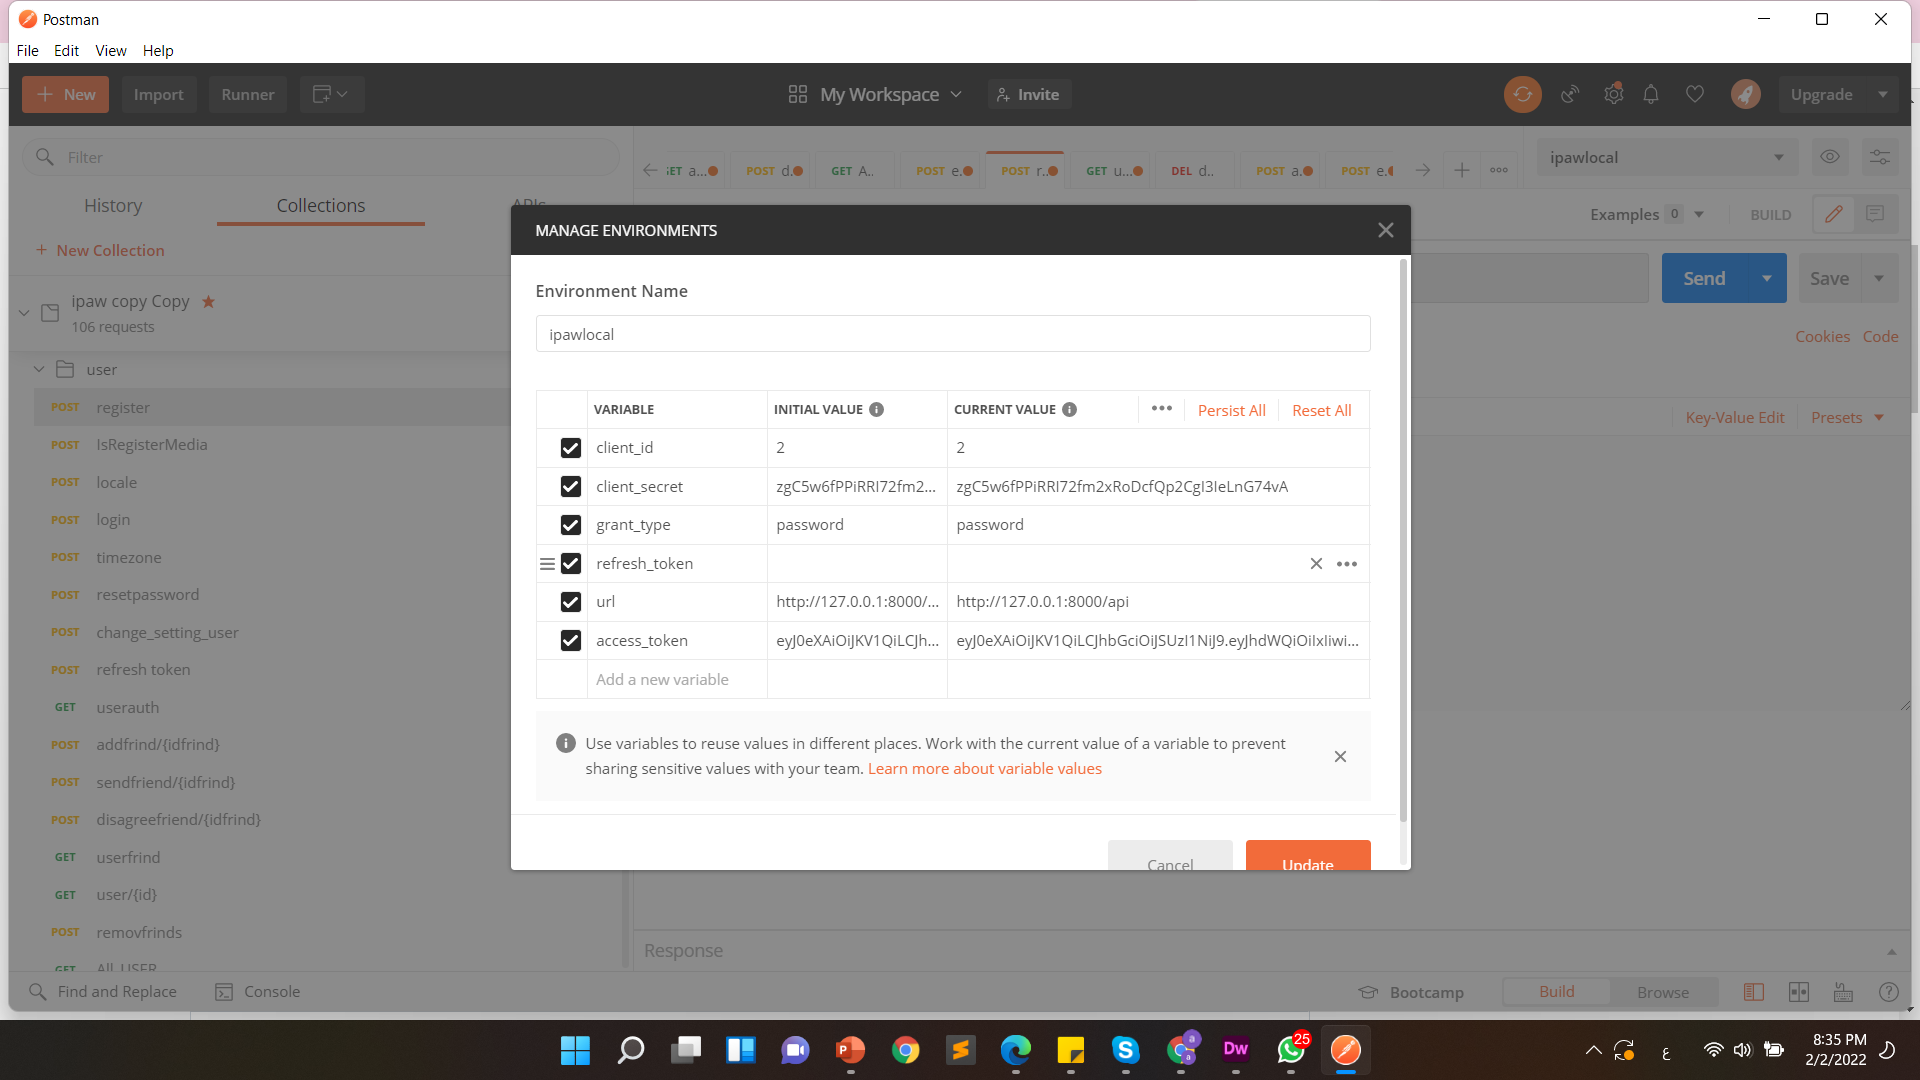 Postman
File Edit View Help
New Import Runner My Workspace Invite Upgrade
Filter
GET a... POST d. GET A.. POST e. POST r.. GET u... DEL d.. POST a. POST e. ipawlocal
History Collections APIs
Examples 0 BUILD
New Collection
ipaw copy Copy
106 requests
Send Save
Cookies Code
Key-Value Edit Presets
user
POST register
POST IsRegisterMedia
POST locale
POST login
POST timezone
POST resetpassword
POST change_setting_user
POST refresh token
GET userauth
POST addfrind/{idfrind}
POST sendfriend/{idfrind}
POST disagreefriend/{idfrind}
GET userfrind
GET user/{id}
POST removfrinds
GET All_USER
MANAGE ENVIRONMENTS
Environment Name
ipawlocal
VARIABLE INITIAL VALUE CURRENT VALUE Persist All Reset All
client_id 2 2
client_secret zgC5w6fPPiRRI72fm2... zgC5w6fPPiRRI72fm2xRoDcfQp2CgI3IeLnG74vA
grant_type password password
refresh_token
url http://127.0.0.1:8000/... http://127.0.0.1:8000/api
access_token eyJ0eXAiOiJKV1QiLCJh... eyJ0eXAiOiJKV1QiLCJhbGciOiJSUzI1NiJ9.eyJhdWQiOiIxIiwi...
Add a new variable
Use variables to reuse values in different places. Work with the current value of a variable to prevent
sharing sensitive values with your team. Learn more about variable values
Cancel Update
Response
Find and Replace Console Bootcamp Build Browse
25
Dw
ع
8:35 PM
2/2/2022